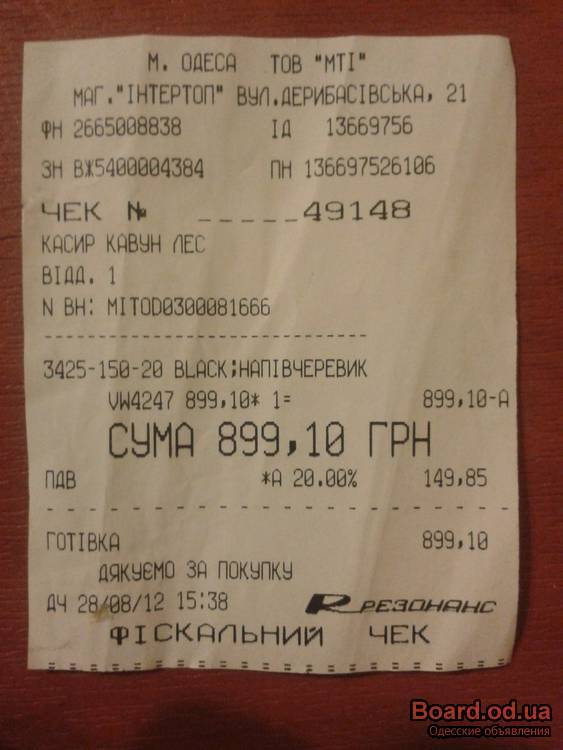 М. ОДЕСА ТОВ "МТІ"
МАГ."ІНТЕРТОП" ВУЛ.ДЕРИБАСІВСЬКА, 21
ФН 2665008838 ІД 13669756
ЗН ВЖ5400004384 ПН 136697526106
ЧЕК № _____49148
КАСИР КАВУН ЛЕС
ВІДД. 1
N ВН: MITOD0300081666
------------------------------
3425-150-20 BLACK;НАПІВЧЕРЕВИК
VW4247 899,10* 1= 899,10-А
СУМА 899,10 ГРН
ПДВ *А 20.00% 149,85
- - - - - - - - - - - - - - - - - - - - -
ГОТІВКА 899,10
ДЯКУЄМО ЗА ПОКУПКУ
ДЧ 28/08/12 15:38 РЕЗОНАНС
ФІСКАЛЬНИЙ ЧЕК
Board.od.ua
Одесские объявления